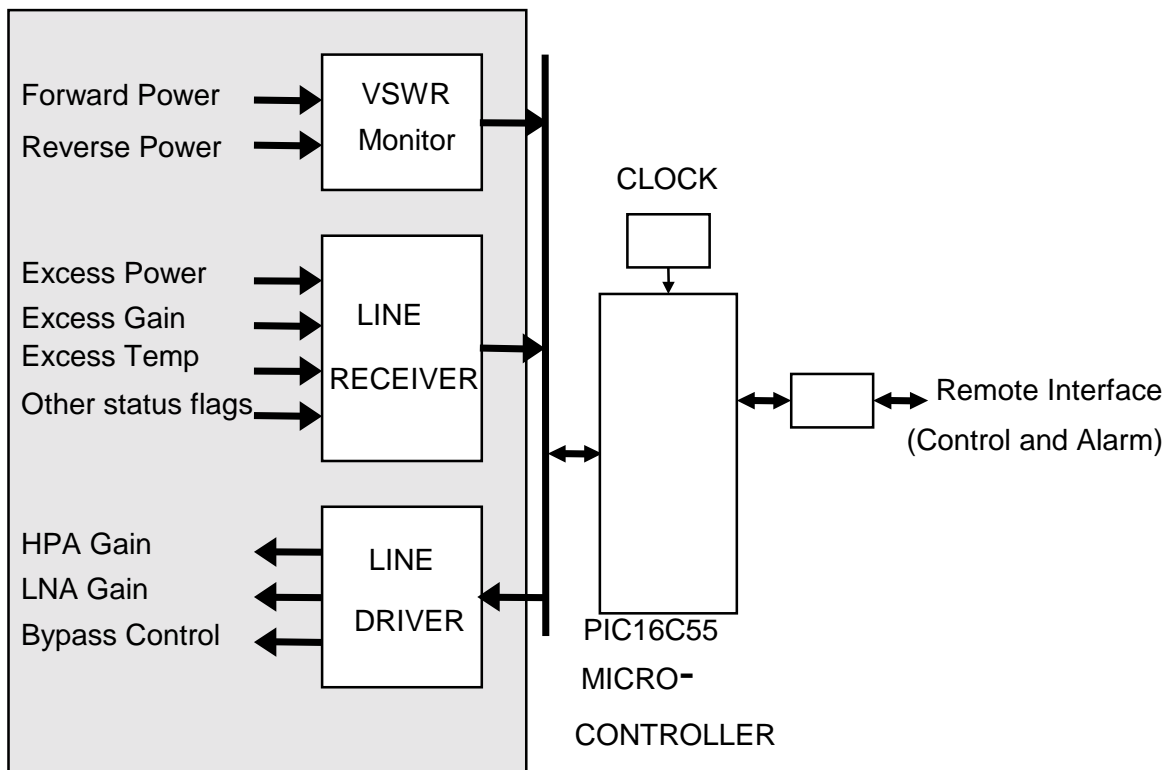 Forward Power
Reverse Power
VSWR
Monitor
Excess Power
Excess Gain
Excess Temp
Other status flags
LINE
RECEIVER
HPA Gain
LNA Gain
Bypass Control
LINE
DRIVER
CLOCK
PIC16C55
MICRO-
CONTROLLER
Remote Interface
(Control and Alarm)